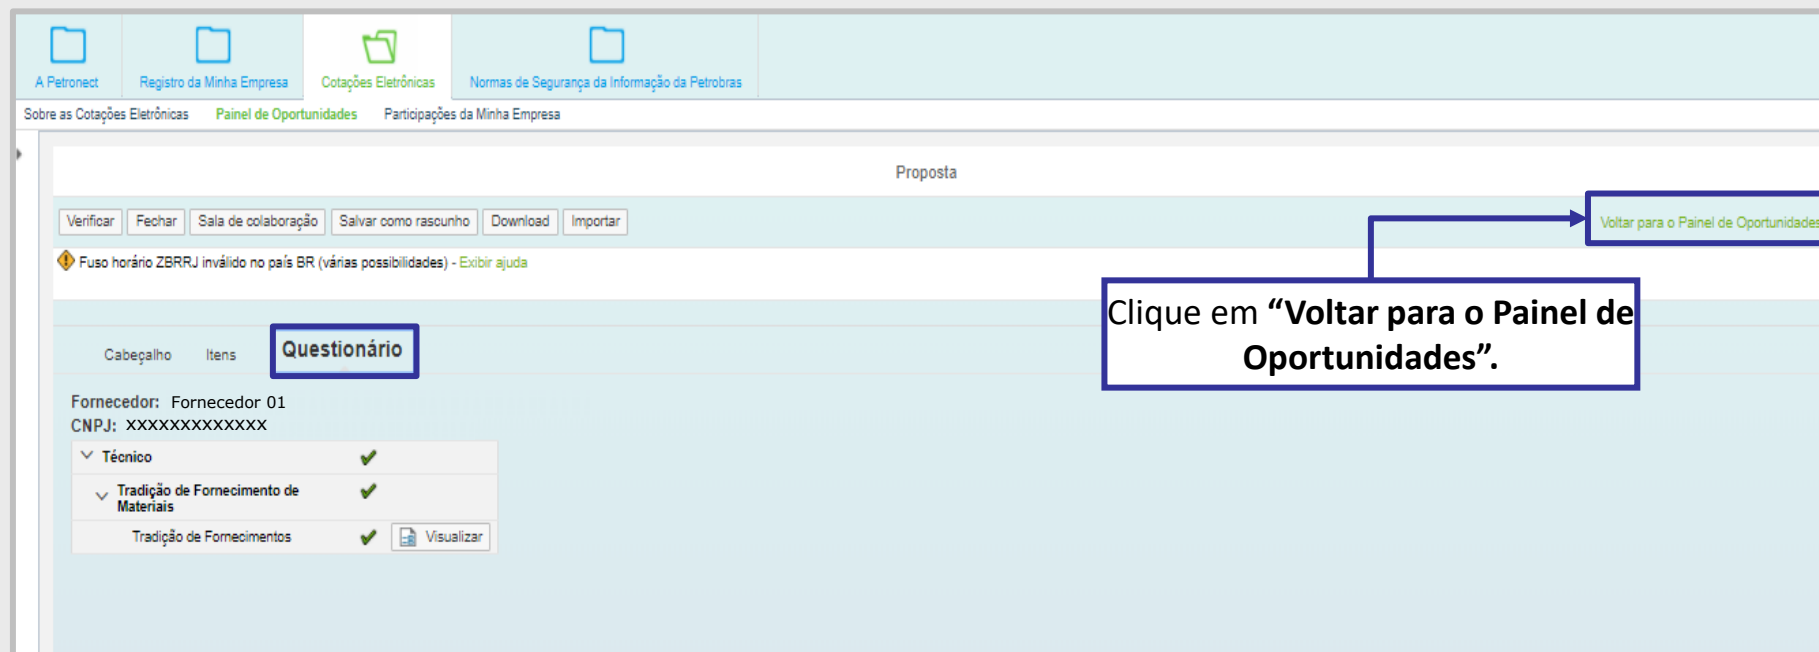 A Petronect
Registro da Minha Empresa
Cotações Eletrônicas
Normas de Segurança da Informação da Petrobras
Sobre as Cotações Eletrônicas
Painel de Oportunidades
Participações da Minha Empresa
Proposta
Verificar
Fechar
Sala de colaboração
Salvar como rascunho
Download
Importar
Voltar para o Painel de Oportunidades
Fuso horário ZBRRJ inválido no país BR (várias possibilidades) - Exibir ajuda
Clique em “Voltar para o Painel de
Oportunidades”.
Cabeçalho
Itens
Questionário
Fornecedor: Fornecedor 01
CNPJ: XXXXXXXXXXXXX
Técnico
Tradição de Fornecimento de
Materiais
Tradição de Fornecimentos
Visualizar